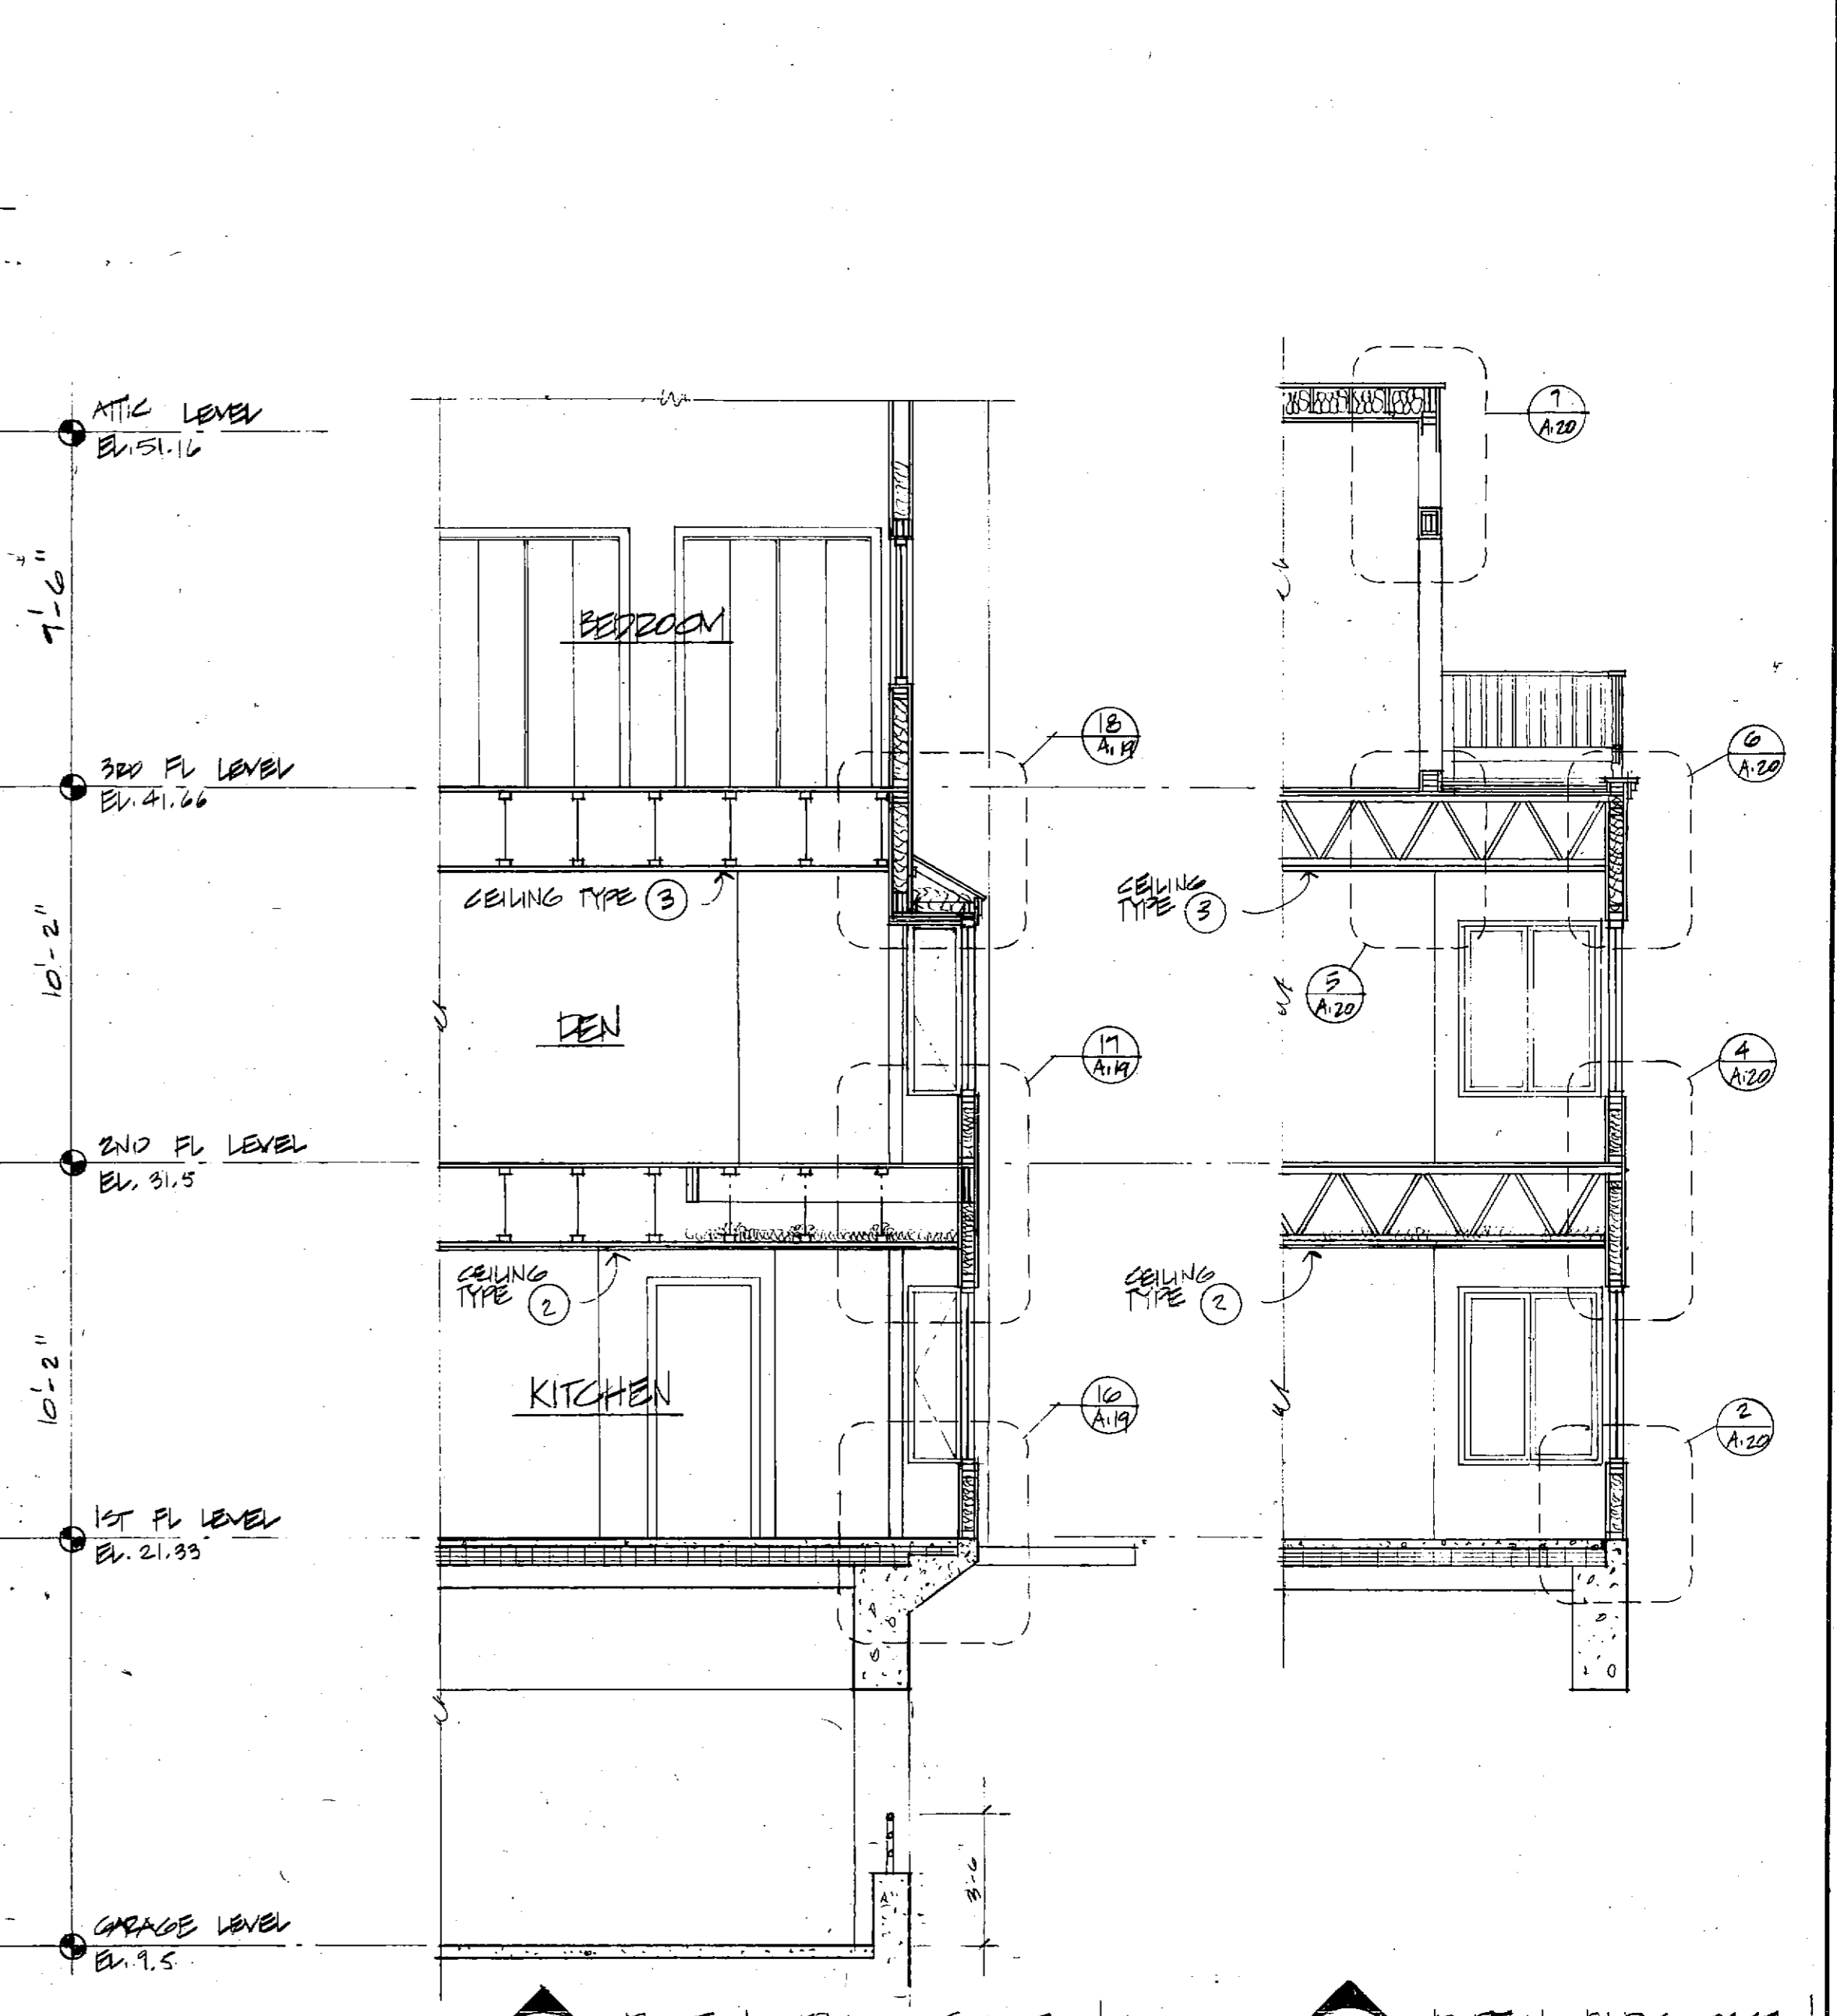 ATTIC LEVEL
EL. 51.16
9'-6"
3RD FL LEVEL
EL. 41.66
10'-2"
2ND FL LEVEL
EL. 31.5
10'-2"
1ST FL LEVEL
EL. 21.33
GARAGE LEVEL
EL. 9.5
BEDROOM
CEILING TYPE 3
DEN
CEILING
TYPE 2
KITCHEN
3'-6"
18
A.19
17
A.19
16
A.19
CEILING
TYPE 3
CEILING
TYPE 2
7
A.20
6
A.20
5
A.20
4
A.20
2
A.20